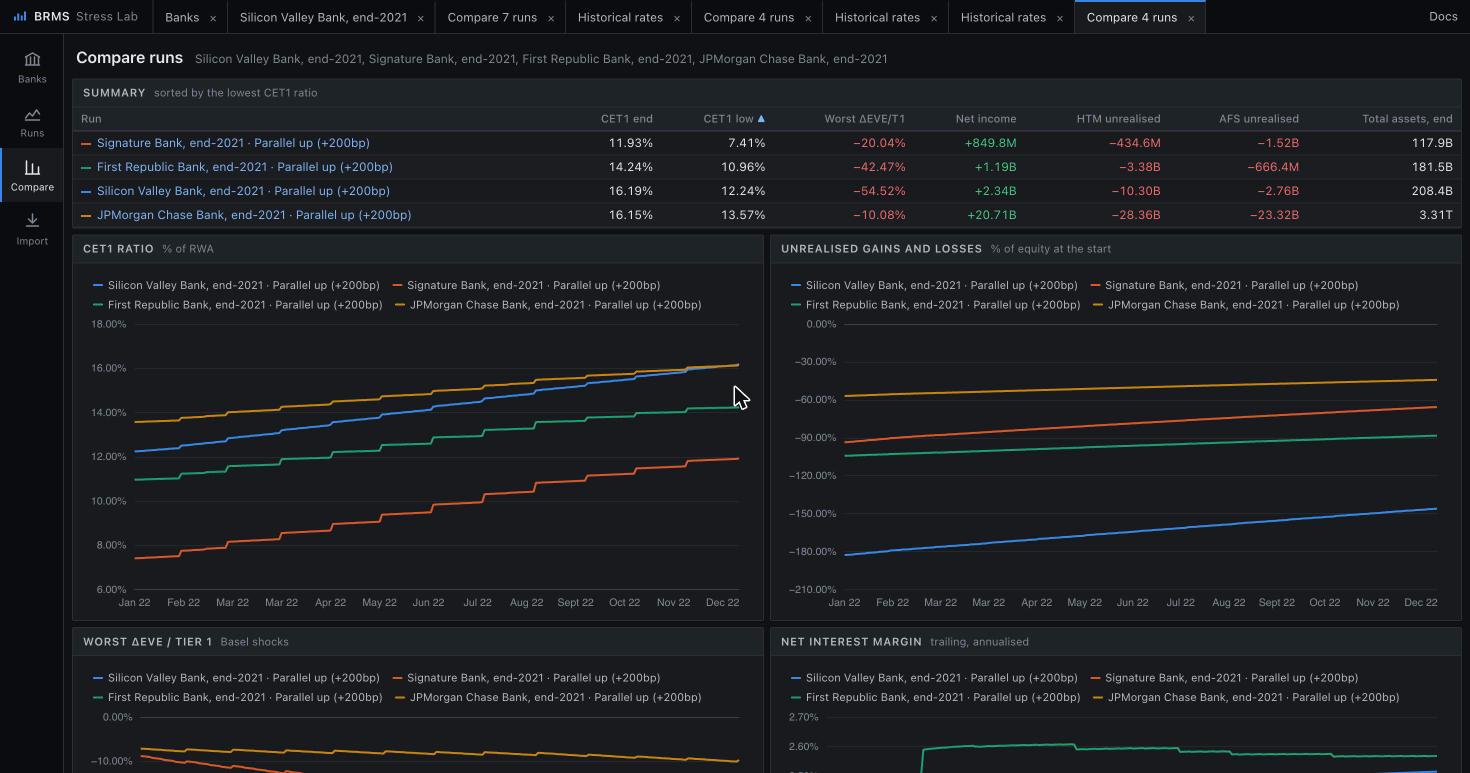 BRMS Stress Lab
Banks ×
Silicon Valley Bank, end-2021 ×
Compare 7 runs ×
Historical rates ×
Compare 4 runs ×
Historical rates ×
Historical rates ×
Compare 4 runs ×
Docs
Banks
Runs
Compare
Import
Compare runs Silicon Valley Bank, end-2021, Signature Bank, end-2021, First Republic Bank, end-2021, JPMorgan Chase Bank, end-2021
SUMMARY sorted by the lowest CET1 ratio
Run CET1 end CET1 low ▲ Worst ΔEVE/T1 Net income HTM unrealised AFS unrealised Total assets, end
Signature Bank, end-2021 · Parallel up (+200bp) 11.93% 7.41% −20.04% +849.8M −434.6M −1.52B 117.9B
First Republic Bank, end-2021 · Parallel up (+200bp) 14.24% 10.96% −42.47% +1.19B −3.38B −666.4M 181.5B
Silicon Valley Bank, end-2021 · Parallel up (+200bp) 16.19% 12.24% −54.52% +2.34B −10.30B −2.76B 208.4B
JPMorgan Chase Bank, end-2021 · Parallel up (+200bp) 16.15% 13.57% −10.08% +20.71B −28.36B −23.32B 3.31T
CET1 RATIO % of RWA
Silicon Valley Bank, end-2021 · Parallel up (+200bp) Signature Bank, end-2021 · Parallel up (+200bp)
First Republic Bank, end-2021 · Parallel up (+200bp) JPMorgan Chase Bank, end-2021 · Parallel up (+200bp)
18.00%
16.00%
14.00%
12.00%
10.00%
8.00%
6.00%
Jan 22 Feb 22 Mar 22 Mar 22 Apr 22 May 22 Jun 22 Jul 22 Aug 22 Sept 22 Oct 22 Nov 22 Dec 22
UNREALISED GAINS AND LOSSES % of equity at the start
Silicon Valley Bank, end-2021 · Parallel up (+200bp) Signature Bank, end-2021 · Parallel up (+200bp)
First Republic Bank, end-2021 · Parallel up (+200bp) JPMorgan Chase Bank, end-2021 · Parallel up (+200bp)
0.00%
−30.00%
−60.00%
−90.00%
−120.00%
−150.00%
−180.00%
−210.00%
Jan 22 Feb 22 Mar 22 Mar 22 Apr 22 May 22 Jun 22 Jul 22 Aug 22 Sept 22 Oct 22 Nov 22 Dec 22
WORST ΔEVE / TIER 1 Basel shocks
Silicon Valley Bank, end-2021 · Parallel up (+200bp) Signature Bank, end-2021 · Parallel up (+200bp)
First Republic Bank, end-2021 · Parallel up (+200bp) JPMorgan Chase Bank, end-2021 · Parallel up (+200bp)
0.00%
−10.00%
NET INTEREST MARGIN trailing, annualised
Silicon Valley Bank, end-2021 · Parallel up (+200bp) Signature Bank, end-2021 · Parallel up (+200bp)
First Republic Bank, end-2021 · Parallel up (+200bp) JPMorgan Chase Bank, end-2021 · Parallel up (+200bp)
2.70%
2.60%